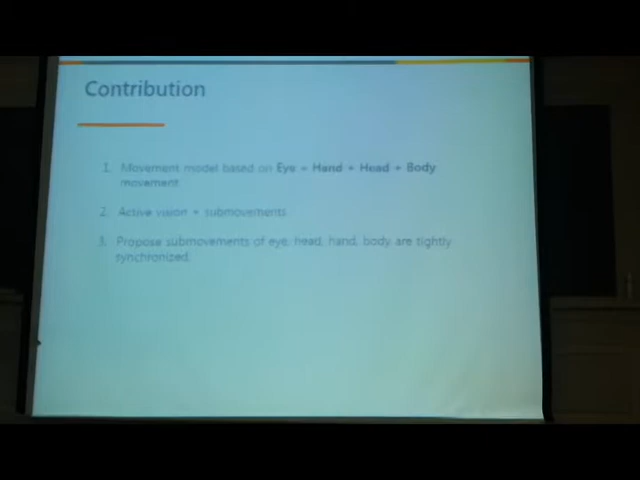 Contribution
1. Movement model based on Eye + Hand + Head + Body
movement
2. Active vision + submovements
3. Propose submovements of eye, head, hand, body are tightly
synchronized.